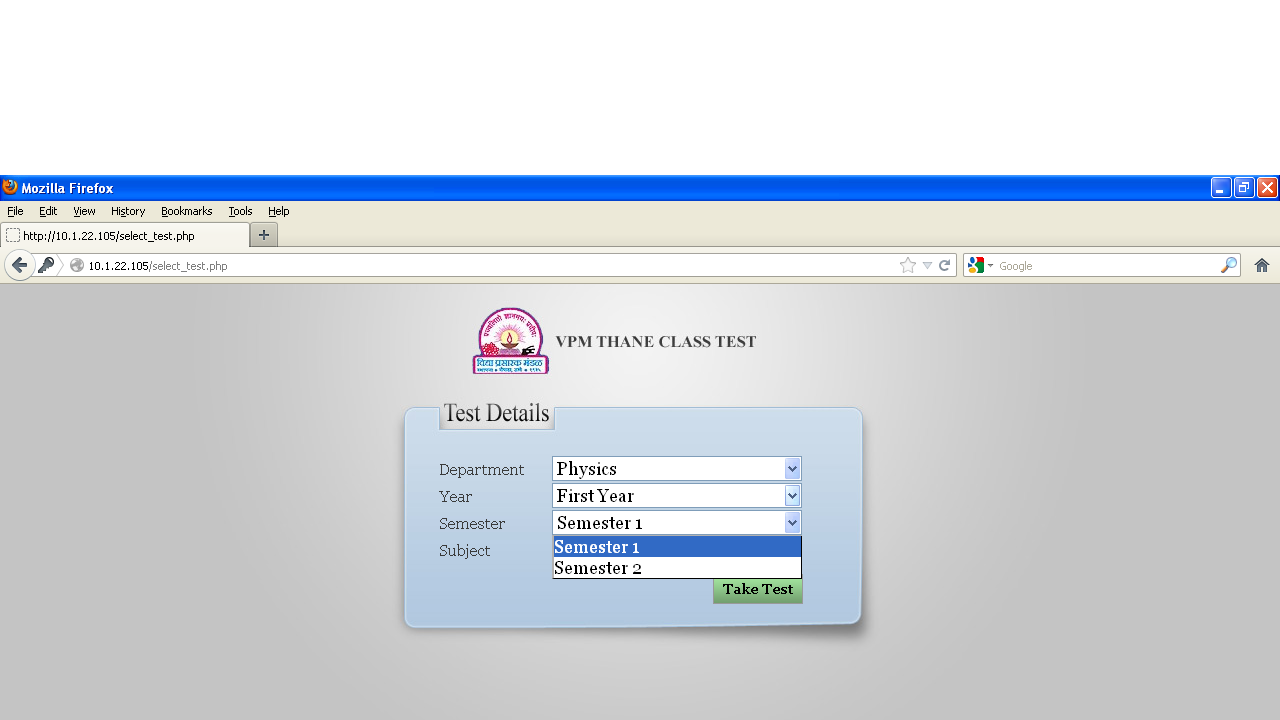 Mozilla Firefox
File Edit View History Bookmarks Tools Help
http://10.1.22.105/select_test.php
10.1.22.105/select_test.php
Google
विद्या प्रसारक मंडळ
VPM THANE CLASS TEST
Test Details
Department Physics
Year First Year
Semester Semester 1
Semester 1
Subject
Semester 2
Take Test